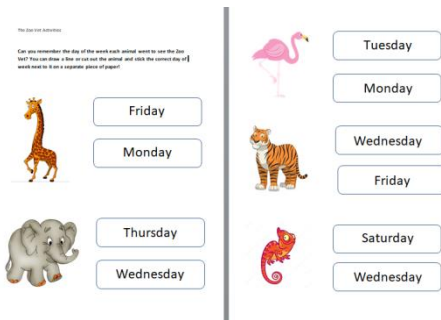 The Zoo Vet Activities
Can you remember the day of the week each animal went to see the Zoo
Vet? You can draw a line or cut out the animal and stick the correct day of
week next to it on a separate piece of paper!
Friday
Monday
Thursday
Wednesday
Tuesday
Monday
Wednesday
Friday
Saturday
Wednesday